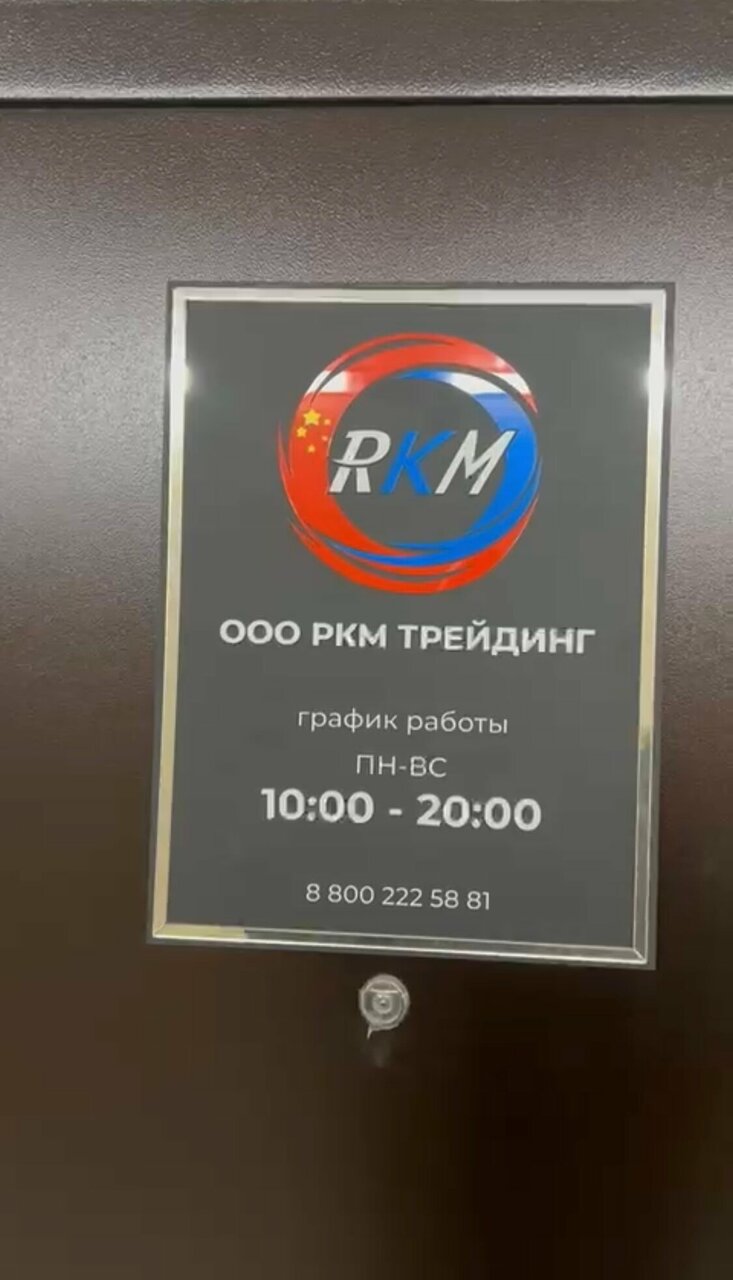 RKM
ООО РКМ ТРЕЙДИНГ
график работы
ПН-ВС
10:00 - 20:00
8 800 222 58 81